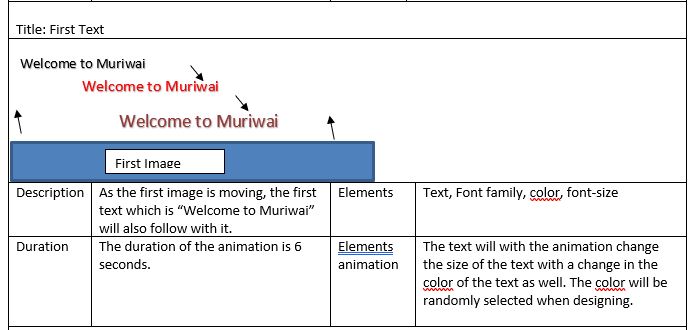 Title: First Text
Welcome to Muriwai
Welcome to Muriwai
Welcome to Muriwai
First Image
Description
As the first image is moving, the first
text which is “Welcome to Muriwai”
will also follow with it.
Elements
Text, Font family, color, font-size
Duration
The duration of the animation is 6
seconds.
Elements
animation
The text will with the animation change
the size of the text with a change in the
color of the text as well. The color will be
randomly selected when designing.